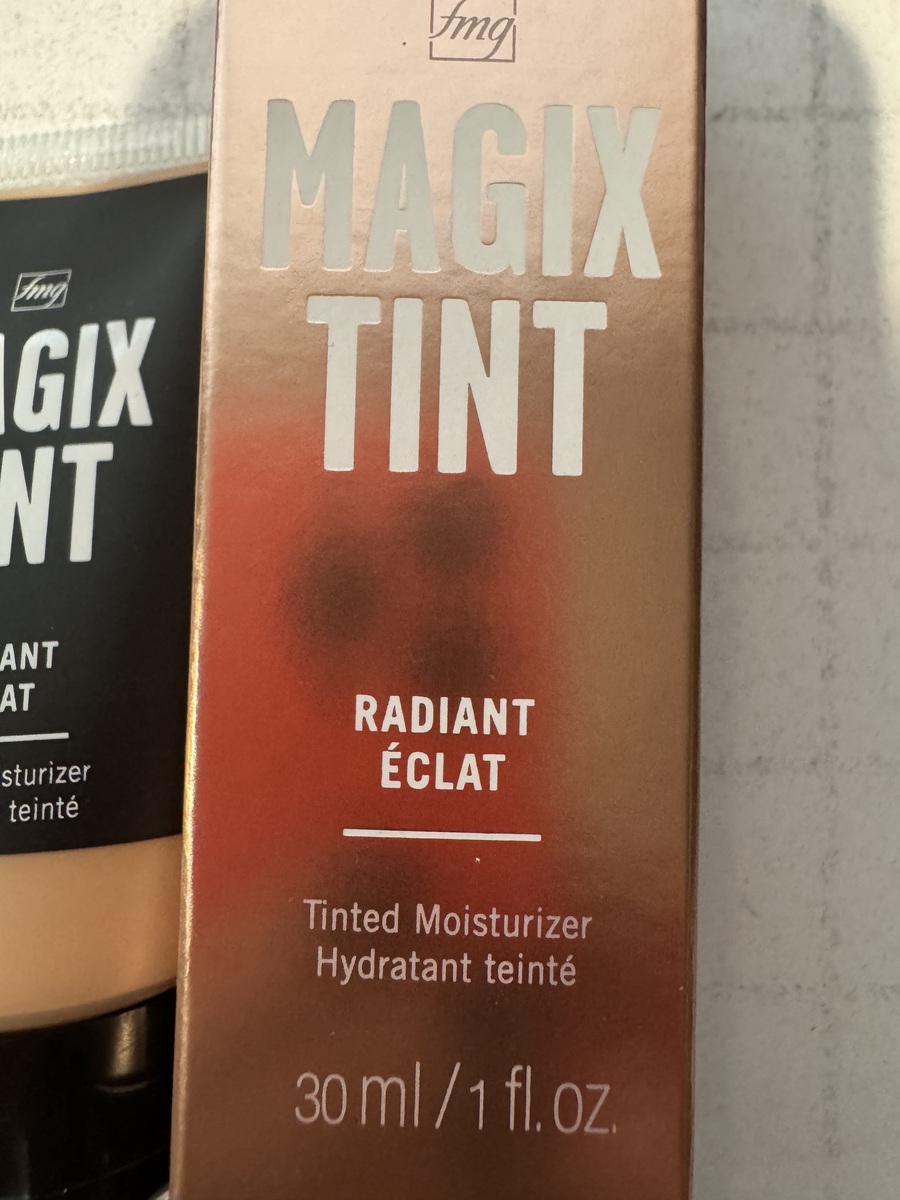 fmg
MAGIX
TINT
RADIANT
ÉCLAT
Tinted Moisturizer
Hydratant teinté
30 ml / 1 fl. oz.
fmg
AGIX
NT
ANT
AT
sturizer
teinté